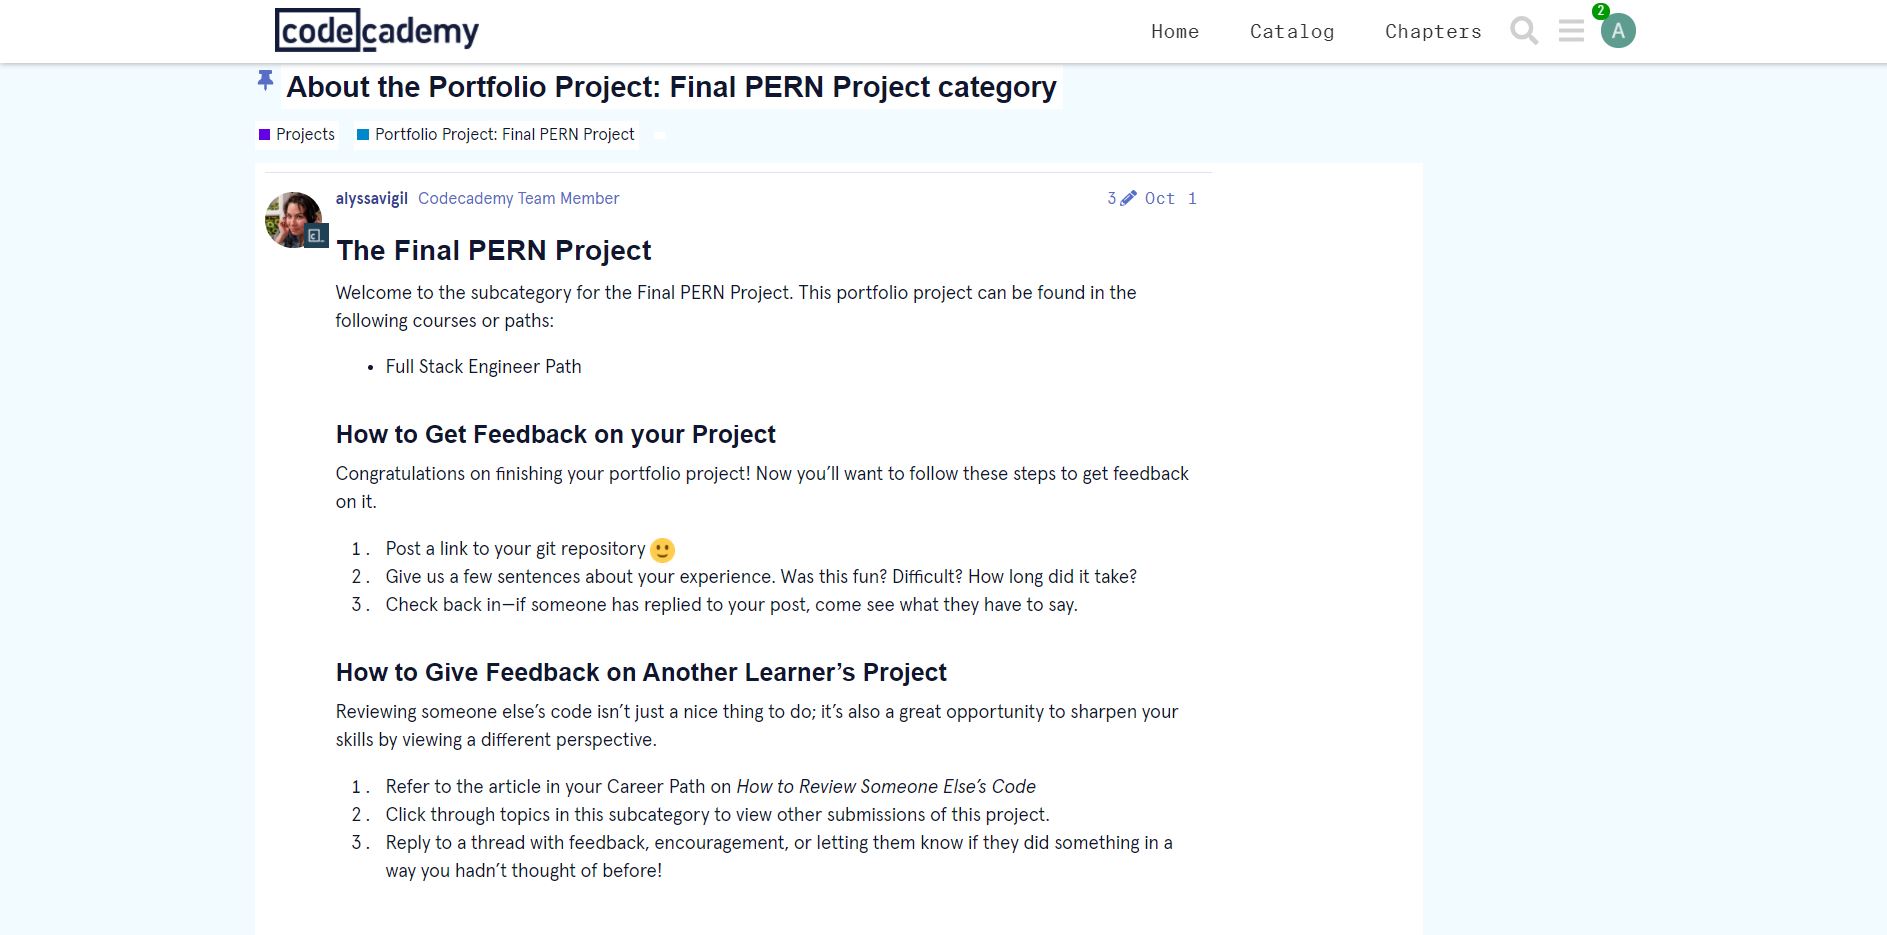 codecademy
Home Catalog Chapters 2 A
About the Portfolio Project: Final PERN Project category
Projects Portfolio Project: Final PERN Project
alyssavigil Codecademy Team Member 3 Oct 1
The Final PERN Project
Welcome to the subcategory for the Final PERN Project. This portfolio project can be found in the
following courses or paths:
• Full Stack Engineer Path
How to Get Feedback on your Project
Congratulations on finishing your portfolio project! Now you’ll want to follow these steps to get feedback
on it.
1. Post a link to your git repository 🙂
2. Give us a few sentences about your experience. Was this fun? Difficult? How long did it take?
3. Check back in—if someone has replied to your post, come see what they have to say.
How to Give Feedback on Another Learner’s Project
Reviewing someone else’s code isn’t just a nice thing to do; it’s also a great opportunity to sharpen your
skills by viewing a different perspective.
1. Refer to the article in your Career Path on How to Review Someone Else’s Code
2. Click through topics in this subcategory to view other submissions of this project.
3. Reply to a thread with feedback, encouragement, or letting them know if they did something in a
way you hadn’t thought of before!